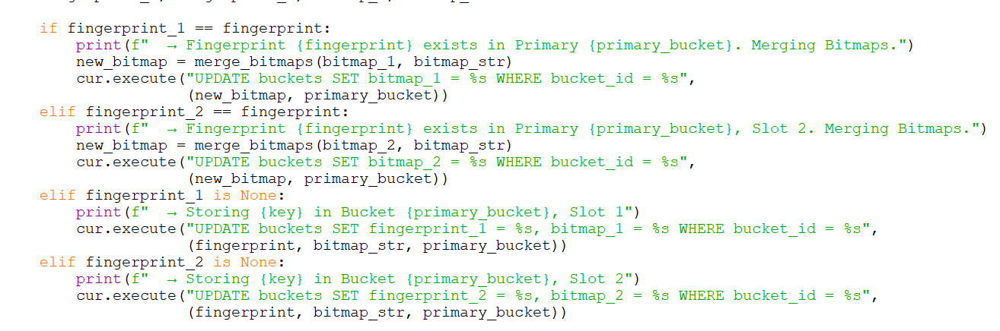 if fingerprint_1 == fingerprint:
    print(f"  → Fingerprint {fingerprint} exists in Primary {primary_bucket}. Merging Bitmaps.")
    new_bitmap = merge_bitmaps(bitmap_1, bitmap_str)
    cur.execute("UPDATE buckets SET bitmap_1 = %s WHERE bucket_id = %s",
                (new_bitmap, primary_bucket))
elif fingerprint_2 == fingerprint:
    print(f"  → Fingerprint {fingerprint} exists in Primary {primary_bucket}, Slot 2. Merging Bitmaps.")
    new_bitmap = merge_bitmaps(bitmap_2, bitmap_str)
    cur.execute("UPDATE buckets SET bitmap_2 = %s WHERE bucket_id = %s",
                (new_bitmap, primary_bucket))
elif fingerprint_1 is None:
    print(f"  → Storing {key} in Bucket {primary_bucket}, Slot 1")
    cur.execute("UPDATE buckets SET fingerprint_1 = %s, bitmap_1 = %s WHERE bucket_id = %s",
                (fingerprint, bitmap_str, primary_bucket))
elif fingerprint_2 is None:
    print(f"  → Storing {key} in Bucket {primary_bucket}, Slot 2")
    cur.execute("UPDATE buckets SET fingerprint_2 = %s, bitmap_2 = %s WHERE bucket_id = %s",
                (fingerprint, bitmap_str, primary_bucket))